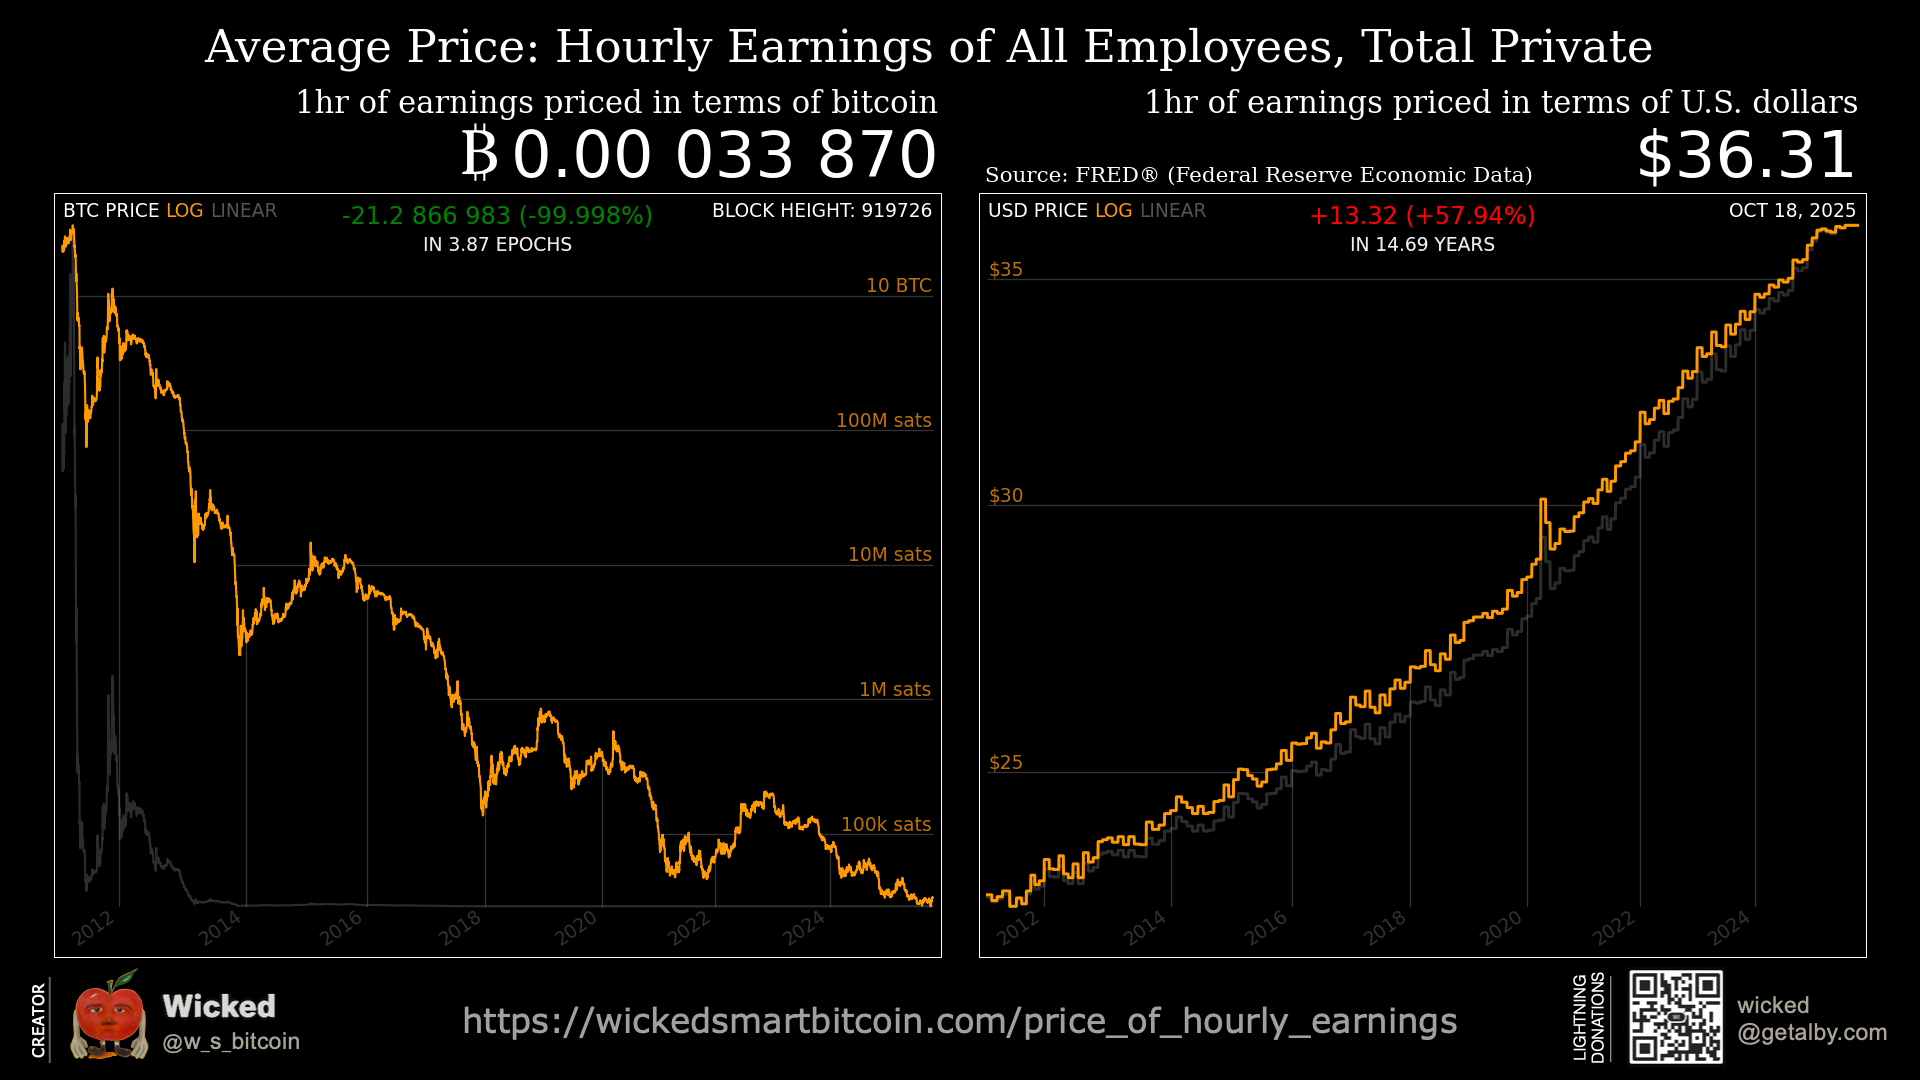 Average Price: Hourly Earnings of All Employees, Total Private
1hr of earnings priced in terms of bitcoin
₿ 0.00 033 870
BTC PRICE LOG LINEAR
-21.2 866 983 (-99.998%)
IN 3.87 EPOCHS
BLOCK HEIGHT: 919726
10 BTC
100M sats
10M sats
1M sats
100k sats
2012 2014 2016 2018 2020 2022 2024
1hr of earnings priced in terms of U.S. dollars
$36.31
Source: FRED® (Federal Reserve Economic Data)
USD PRICE LOG LINEAR
+13.32 (+57.94%)
IN 14.69 YEARS
OCT 18, 2025
$35
$30
$25
2012 2014 2016 2018 2020 2022 2024
CREATOR
Wicked
@w_s_bitcoin
https://wickedsmartbitcoin.com/price_of_hourly_earnings
LIGHTNING
DONATIONS
wicked
@getalby.com